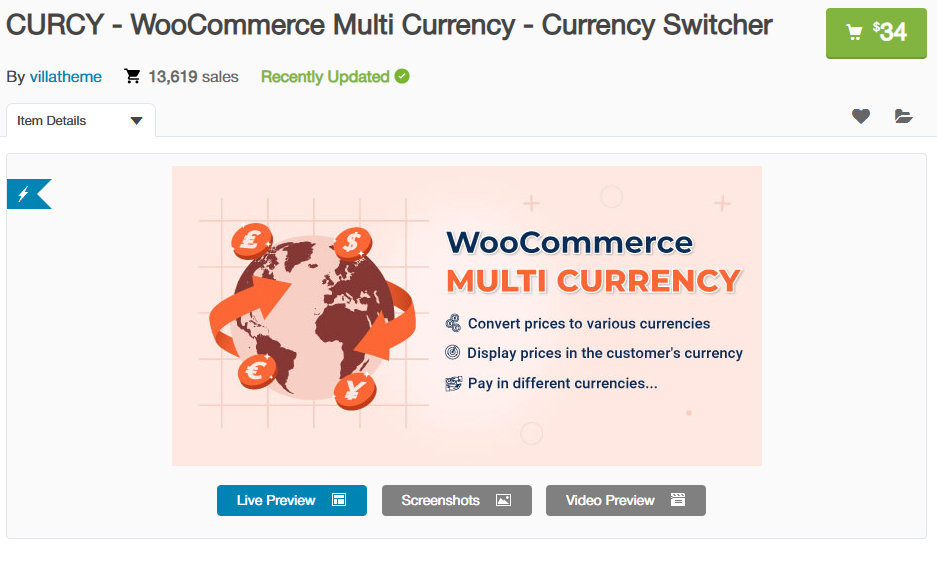 CURCY - WooCommerce Multi Currency - Currency Switcher
$34
By villatheme 13,619 sales Recently Updated
Item Details
£
$
WooCommerce
MULTI CURRENCY
Convert prices to various currencies
Display prices in the customer's currency
Pay in different currencies...
€
¥
Live Preview
Screenshots
Video Preview